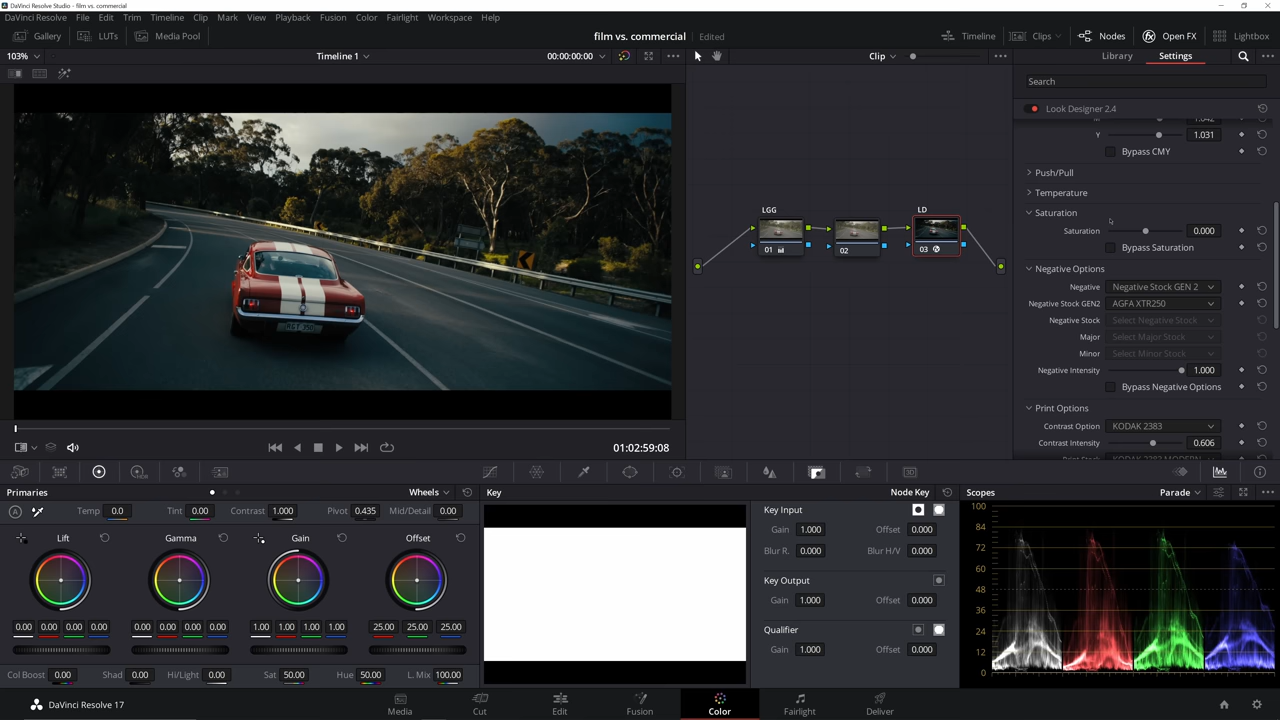 DaVinci Resolve Studio - film vs. commercial
DaVinci Resolve File Edit Trim Timeline Clip Mark View Playback Fusion Color Fairlight Workspace Help
Gallery LUTs Media Pool film vs. commercial Edited Timeline Clips Nodes Open FX Lightbox
103% Timeline 1 00:00:00:00 Clip Library Settings
Search
Look Designer 2.4
M 1.042
Y 1.031
Bypass CMY
Push/Pull
Temperature
Saturation
Saturation 0.000
Bypass Saturation
Negative Options
Negative Negative Stock GEN 2
Negative Stock GEN2 AGFA XTR250
Negative Stock Select Negative Stock
Major Select Major Stock
Minor Select Minor Stock
Negative Intensity 1.000
Bypass Negative Options
Print Options
Contrast Option KODAK 2383
Contrast Intensity 0.606
LGG LD
01 02 03
01:02:59:08
Primaries Wheels Key Node Key Scopes Parade
A Temp 0.0 Tint 0.00 Contrast 1.000 Pivot 0.435 Mid/Detail 0.00
Lift Gamma Gain Offset
0.00 0.00 0.00 0.00 0.00 0.00 0.00 0.00 1.00 1.00 1.00 1.00 25.00 25.00 25.00
Col Boost 0.00 Shad 0.00 Hi/Light 0.00 Sat 50.00 Hue 50.00 L. Mix 100.00
Key Input
Gain 1.000 Offset 0.000
Blur R. 0.000 Blur H/V 0.000
Key Output
Gain 1.000 Offset 0.000
Qualifier
Gain 1.000 Offset 0.000
100
84
72
60
48
36
24
12
0
DaVinci Resolve 17 Media Cut Edit Fusion Color Fairlight Deliver